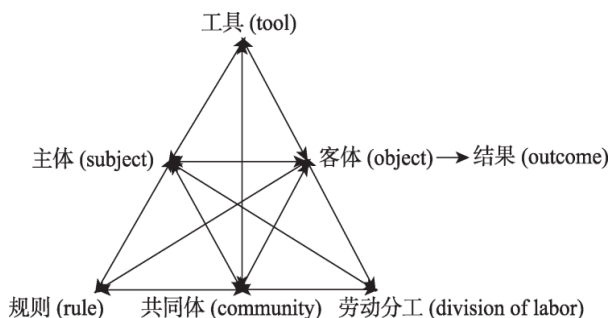 工具 (tool)
主体 (subject) 客体 (object) 结果 (outcome)
规则 (rule) 共同体 (community) 劳动分工 (division of labor)